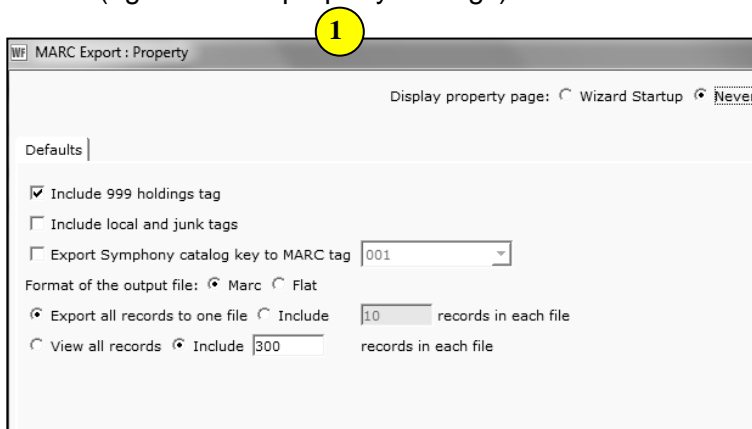 1
WF MARC Export : Property
Display property page: Wizard Startup Never
Defaults
Include 999 holdings tag
Include local and junk tags
Export Symphony catalog key to MARC tag 001
Format of the output file: Marc Flat
Export all records to one file Include 10 records in each file
View all records Include 300 records in each file